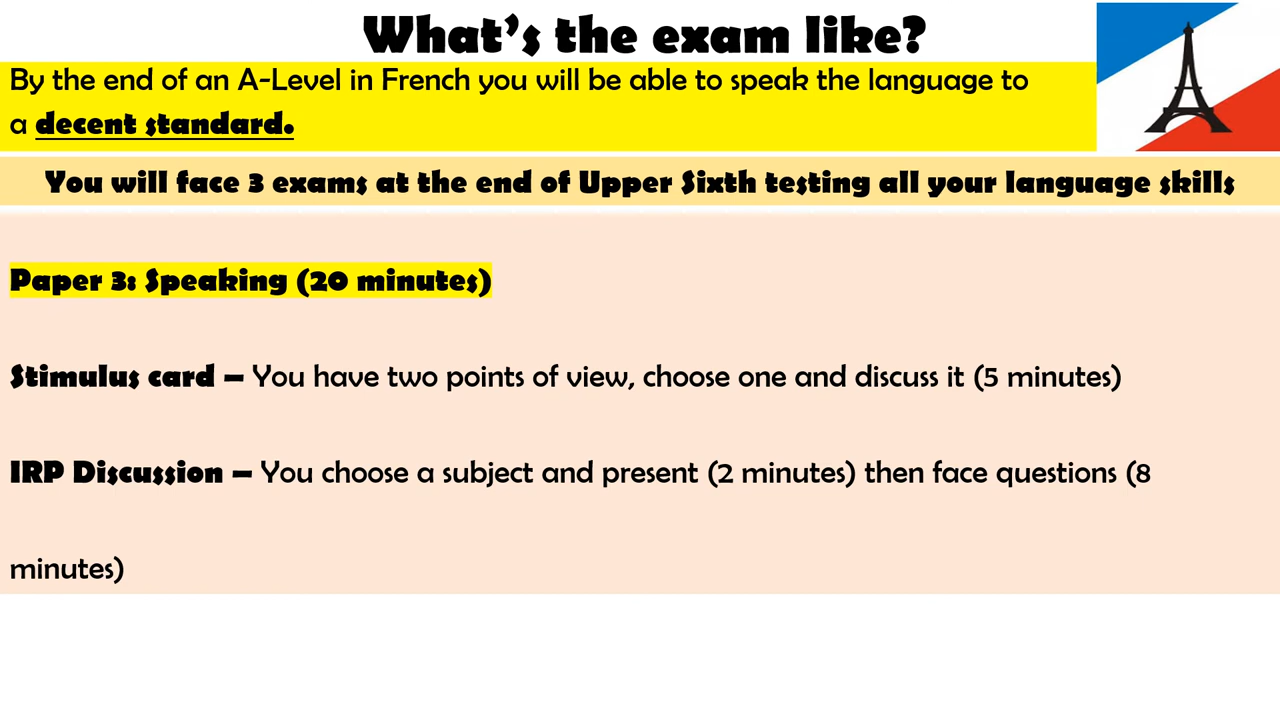 What's the exam like?
By the end of an A-Level in French you will be able to speak the language to
a decent standard.
You will face 3 exams at the end of Upper Sixth testing all your language skills
Paper 3: Speaking (20 minutes)
Stimulus card – You have two points of view, choose one and discuss it (5 minutes)
IRP Discussion – You choose a subject and present (2 minutes) then face questions (8
minutes)